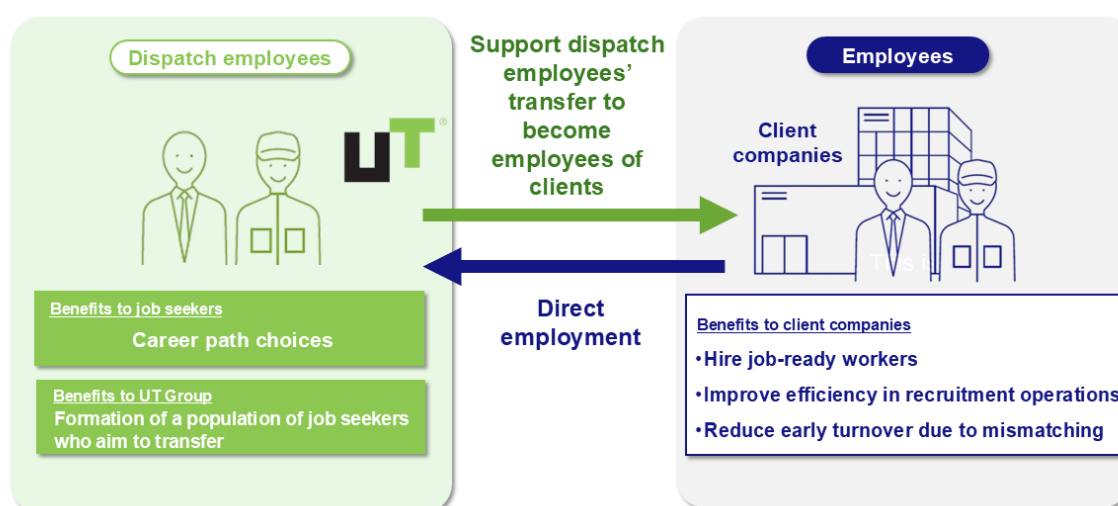 Dispatch employees
UT®
Benefits to job seekers
Career path choices
Benefits to UT Group
Formation of a population of job seekers
who aim to transfer
Support dispatch
employees’
transfer to
become
employees of
clients
Direct
employment
Employees
Client
companies
This is
Benefits to client companies
•Hire job-ready workers
•Improve efficiency in recruitment operations
•Reduce early turnover due to mismatching